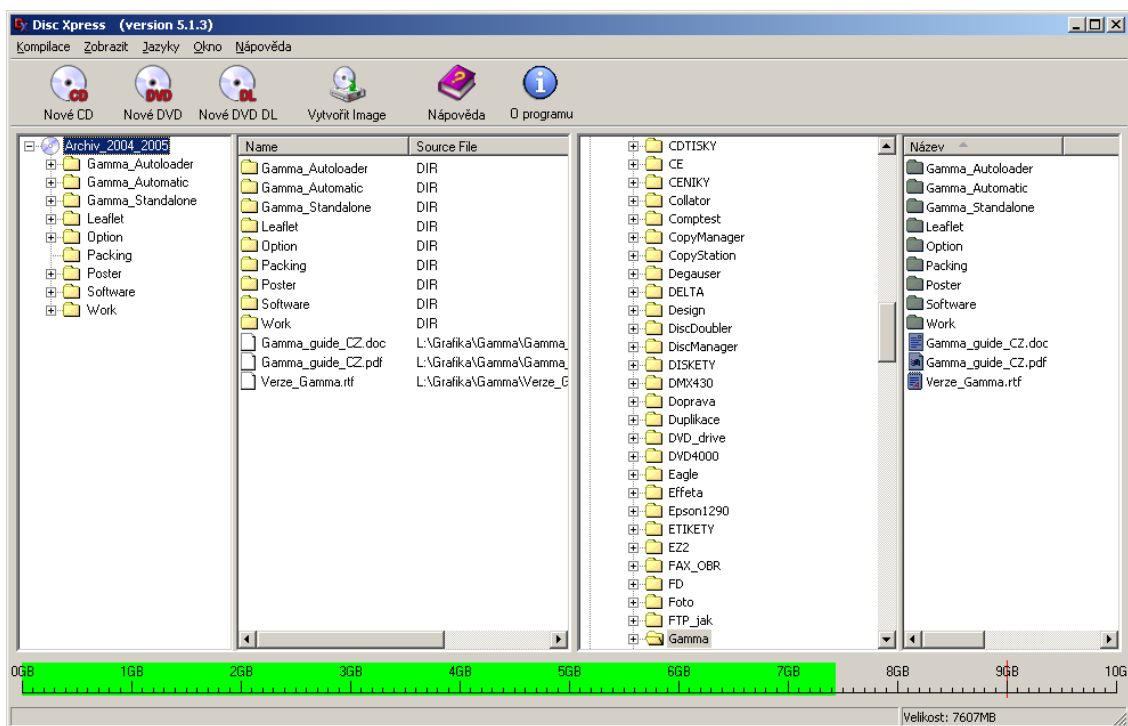 Disc Xpress (version 5.1.3)
Kompilace Zobrazit Jazyky Okno Nápověda
CD DVD DL
Nové CD Nové DVD Nové DVD DL Vytvořit Image Nápověda O programu
Archiv_2004_2005
Gamma_Autoloader
Gamma_Automatic
Gamma_Standalone
Leaflet
Option
Packing
Poster
Software
Work
Name Source File
Gamma_Autoloader DIR
Gamma_Automatic DIR
Gamma_Standalone DIR
Leaflet DIR
Option DIR
Packing DIR
Poster DIR
Software DIR
Work DIR
Gamma_guide_CZ.doc L:\Grafika\Gamma\Gamma_
Gamma_guide_CZ.pdf L:\Grafika\Gamma\Gamma_
Verze_Gamma.rtf L:\Grafika\Gamma\Verze_G
CDTISKY
CE
CENIKY
Collator
Comptest
CopyManager
CopyStation
Degauser
DELTA
Design
DiscDoubler
DiscManager
DISKETY
DMX430
Doprava
Duplikace
DVD_drive
DVD4000
Eagle
Effeta
Epson1290
ETIKETY
EZ2
FAX_OBR
FD
Foto
FTP_jak
Gamma
Název
Gamma_Autoloader
Gamma_Automatic
Gamma_Standalone
Leaflet
Option
Packing
Poster
Software
Work
Gamma_guide_CZ.doc
Gamma_guide_CZ.pdf
Verze_Gamma.rtf
0GB 1GB 2GB 3GB 4GB 5GB 6GB 7GB 8GB 9GB 10G
Velikost: 7607MB